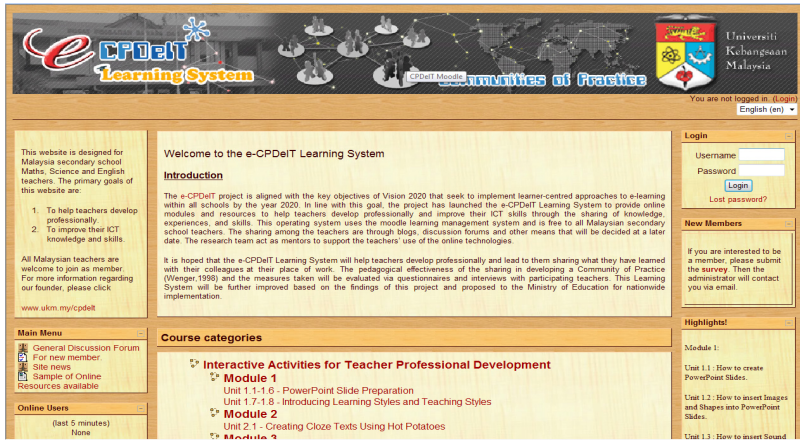 e CPDeIT
Learning System
CPDeIT Moodle
Communities of Practice
Universiti
Kebangsaan
Malaysia
You are not logged in. (Login)
English (en)
This website is designed for
Malaysia secondary school
Maths, Science and English
teachers. The primary goals of
this website are:
1. To help teachers develop
professionally.
2. To improve their ICT
knowledge and skills.
All Malaysian teachers are
welcome to join as member.
For more information regarding
our founder, please click
www.ukm.my/cpdelt
Main Menu
General Discussion Forum
For new member.
Site news
Sample of Online
Resources available
Online Users
(last 5 minutes)
None
Welcome to the e-CPDeIT Learning System
Introduction
The e-CPDeIT project is aligned with the key objectives of Vision 2020 that seek to implement learner-centred approaches to e-learning
within all schools by the year 2020. In line with this goal, the project has launched the e-CPDeIT Learning System to provide online
modules and resources to help teachers develop professionally and improve their ICT skills through the sharing of knowledge,
experiences, and skills. This operating system uses the moodle learning management system and is free to all Malaysian secondary
school teachers. The sharing among the teachers are through blogs, discussion forums and other means that will be decided at a later
date. The research team act as mentors to support the teachers' use of the online technologies.
It is hoped that the e-CPDeIT Learning System will help teachers develop professionally and lead to them sharing what they have learned
with their colleagues at their place of work. The pedagogical effectiveness of the sharing in developing a Community of Practice
(Wenger,1998) and the measures taken will be evaluated via questionnaires and interviews with participating teachers. This Learning
System will be further improved based on the findings of this project and proposed to the Ministry of Education for nationwide
implementation.
Course categories
Interactive Activities for Teacher Professional Development
Module 1
Unit 1.1-1.6 - PowerPoint Slide Preparation
Unit 1.7-1.8 - Introducing Learning Styles and Teaching Styles
Module 2
Unit 2.1 - Creating Cloze Texts Using Hot Potatoes
Module 3
Login
Username
Password
Login
Lost password?
New Members
If you are interested to be
a member, please submit
the survey. Then the
administrator will contact
you via email.
Highlights!
Module 1:
Unit 1.1 : How to create
PowerPoint Slides.
Unit 1.2 : How to insert Images
and Shapes into PowerPoint
Slides.
Unit 1.3 : How to insert Sound